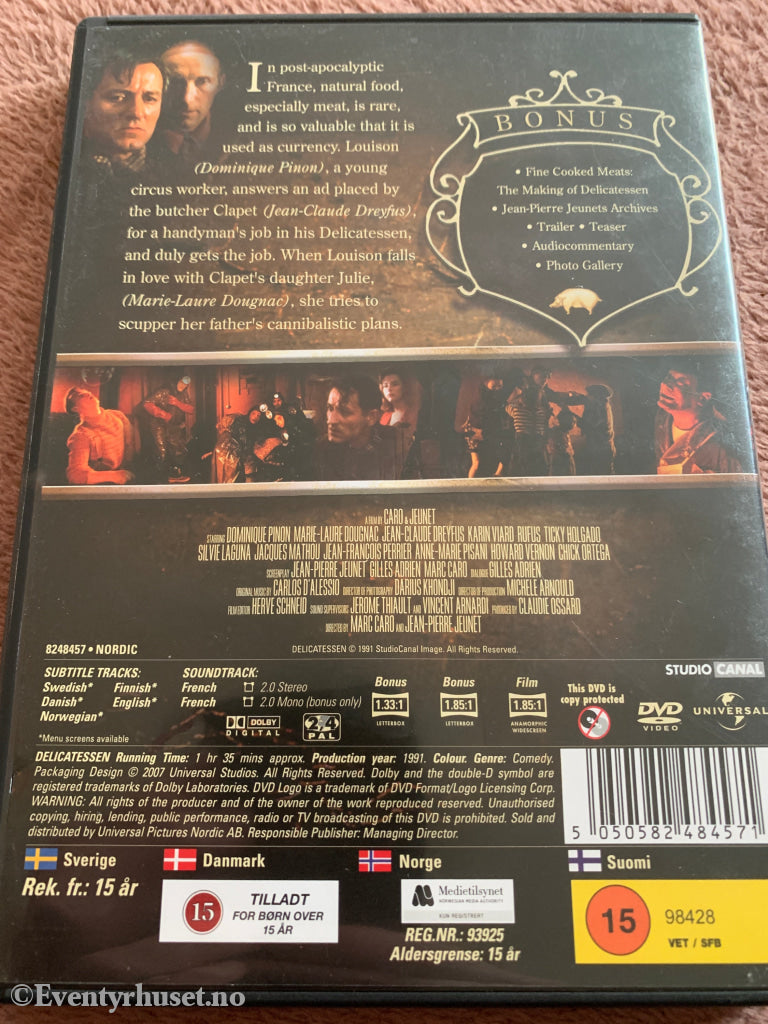 In post-apocalyptic
France, natural food,
especially meat, is rare,
and is so valuable that it is
used as currency. Louison
(Dominique Pinon), a young
circus worker, answers an ad placed by
the butcher Clapet (Jean-Claude Dreyfus),
for a handyman's job in his Delicatessen,
and duly gets the job. When Louison falls
in love with Clapet's daughter Julie,
(Marie-Laure Dougnac), she tries to
scupper her father's cannibalistic plans.
BONUS
• Fine Cooked Meats:
The Making of Delicatessen
• Jean-Pierre Jeunets Archives
• Trailer • Teaser
• Audiocommentary
• Photo Gallery
A FILM BY CARO & JEUNET
STARRING DOMINIQUE PINON MARIE-LAURE DOUGNAC JEAN-CLAUDE DREYFUS KARIN VIARD RUFUS TICKY HOLGADO
SILVIE LAGUNA JACQUES MATHOU JEAN-FRANCOIS PERRIER ANNE-MARIE PISANI HOWARD VERNON CHICK ORTEGA
SCREENPLAY JEAN-PIERRE JEUNET GILLES ADRIEN MARC CARO DIALOGUE GILLES ADRIEN
ORIGINAL MUSIC BY CARLOS D'ALESSIO DIRECTOR OF PHOTOGRAPHY DARIUS KHONDJI DIRECTOR OF PRODUCTION MICHELE ARNOULD
FILM EDITOR HERVE SCHNEID SOUND SUPERVISORS JEROME THIAULT AND VINCENT ARNARDI PRODUCED BY CLAUDIE OSSARD
DIRECTED BY MARC CARO AND JEAN-PIERRE JEUNET
8248457 • NORDIC
DELICATESSEN © 1991 StudioCanal Image. All Rights Reserved.
STUDIO CANAL
SUBTITLE TRACKS:
Swedish* Finnish*
Danish* English*
Norwegian*
*Menu screens available
SOUNDTRACK:
French 2.0 Stereo
French 2.0 Mono (bonus only)
DOLBY
DIGITAL
2 4
PAL
Bonus
1.33:1
LETTERBOX
Bonus
1.85:1
LETTERBOX
Film
1.85:1
ANAMORPHIC
WIDESCREEN
This DVD is
copy protected
DVD
VIDEO
UNIVERSAL
DELICATESSEN Running Time: 1 hr 35 mins approx. Production year: 1991. Colour. Genre: Comedy.
Packaging Design © 2007 Universal Studios. All Rights Reserved. Dolby and the double-D symbol are
registered trademarks of Dolby Laboratories. DVD Logo is a trademark of DVD Format/Logo Licensing Corp.
WARNING: All rights of the producer and of the owner of the work reproduced reserved. Unauthorised
copying, hiring, lending, public performance, radio or TV broadcasting of this DVD is prohibited. Sold and
distributed by Universal Pictures Nordic AB. Responsible Publisher: Managing Director.
5 050582 484571
Sverige
Rek. fr.: 15 år
Danmark
15
TILLADT
FOR BØRN OVER
15 ÅR
Norge
Medietilsynet
NORWEGIAN MEDIA AUTHORITY
KUN REGISTRERT
REG.NR.: 93925
Aldersgrense: 15 år
Suomi
15
98428
VET / SFB
©Eventyrhuset.no